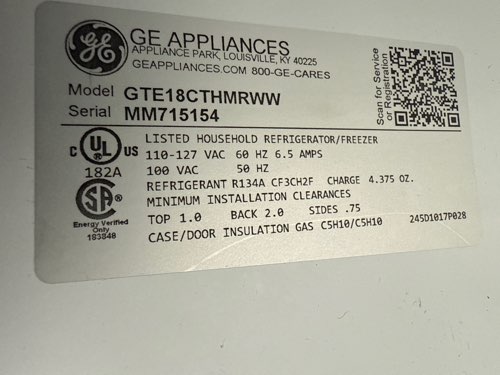 GE APPLIANCES
APPLIANCE PARK, LOUISVILLE, KY 40225
GEAPPLIANCES.COM 800-GE-CARES
Model GTE18CTHMRWW
Serial MM715154
Scan for Service
or Registration
C UL US
LISTED HOUSEHOLD REFRIGERATOR/FREEZER
182A
110-127 VAC 60 HZ 6.5 AMPS
100 VAC 50 HZ
REFRIGERANT R134A CF3CH2F CHARGE 4.375 OZ.
MINIMUM INSTALLATION CLEARANCES
TOP 1.0 BACK 2.0 SIDES .75
CASE/DOOR INSULATION GAS C5H10/C5H10
245D1017P028
SA
Energy Verified
Only
183848